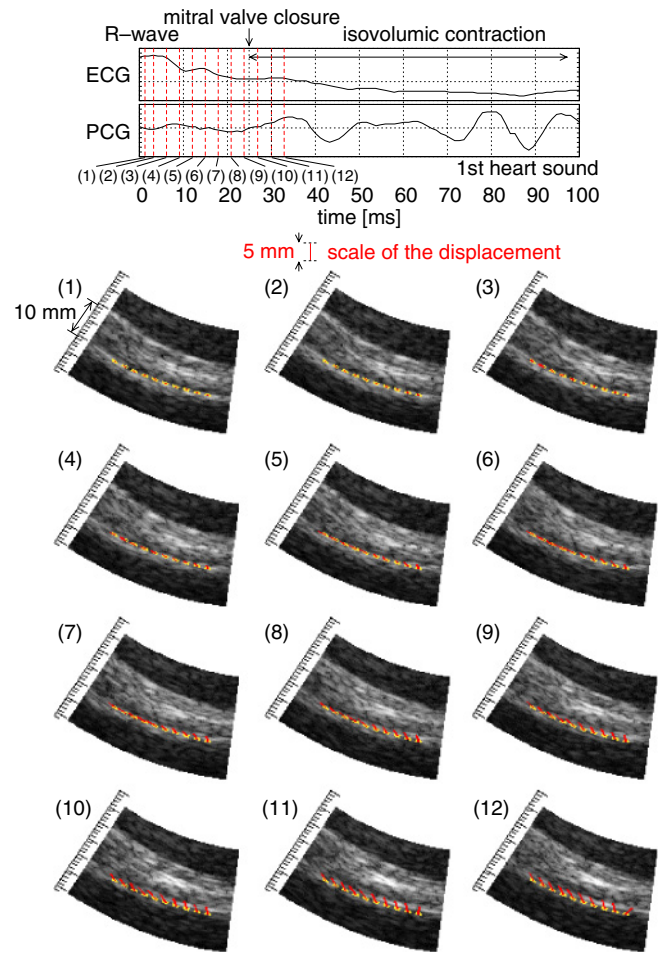 mitral valve closure
R–wave
isovolumic contraction
ECG
PCG
(1) (2) (3) (4) (5) (6) (7) (8) (9) (10) (11) (12)
1st heart sound
0 10 20 30 40 50 60 70 80 90 100
time [ms]
5 mm scale of the displacement
(1) (2) (3)
10 mm
(4) (5) (6)
(7) (8) (9)
(10) (11) (12)